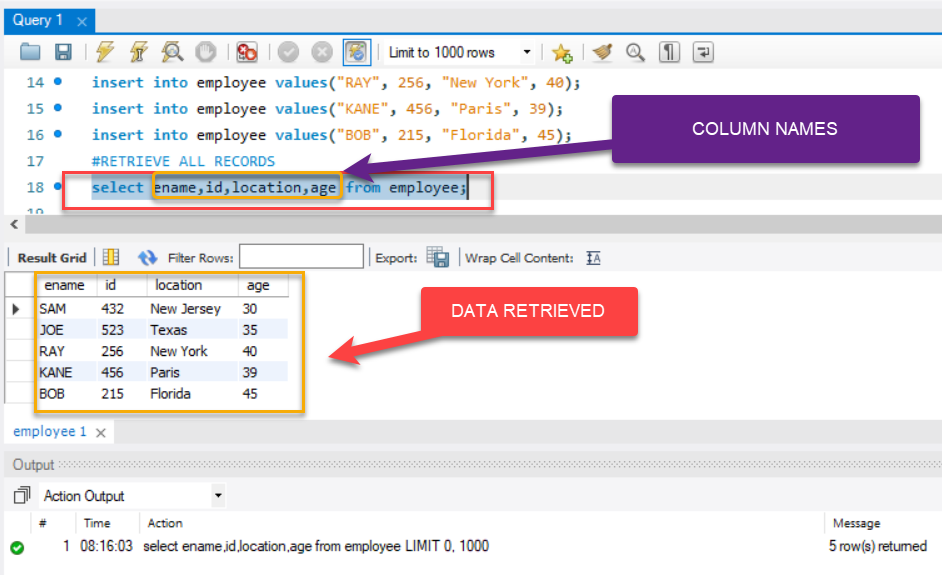 Query 1
Limit to 1000 rows
14 insert into employee values("RAY", 256, "New York", 40);
15 insert into employee values("KANE", 456, "Paris", 39);
16 insert into employee values("BOB", 215, "Florida", 45);
COLUMN NAMES
17 #RETRIEVE ALL RECORDS
18 select ename,id,location,age from employee;
19
Result Grid Filter Rows: Export: Wrap Cell Content:
ename id location age
SAM 432 New Jersey 30
JOE 523 Texas 35
RAY 256 New York 40
KANE 456 Paris 39
BOB 215 Florida 45
DATA RETRIEVED
employee 1
Output
Action Output
# Time Action Message
1 08:16:03 select ename,id,location,age from employee LIMIT 0, 1000 5 row(s) returned